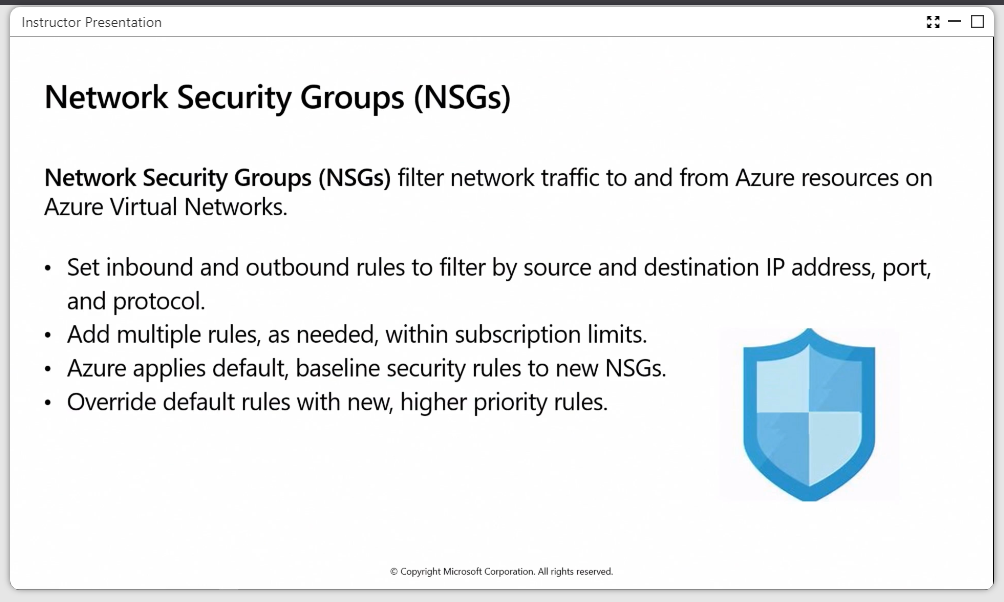 Instructor Presentation
Network Security Groups (NSGs)
Network Security Groups (NSGs) filter network traffic to and from Azure resources on
Azure Virtual Networks.
• Set inbound and outbound rules to filter by source and destination IP address, port,
and protocol.
• Add multiple rules, as needed, within subscription limits.
• Azure applies default, baseline security rules to new NSGs.
• Override default rules with new, higher priority rules.
© Copyright Microsoft Corporation. All rights reserved.